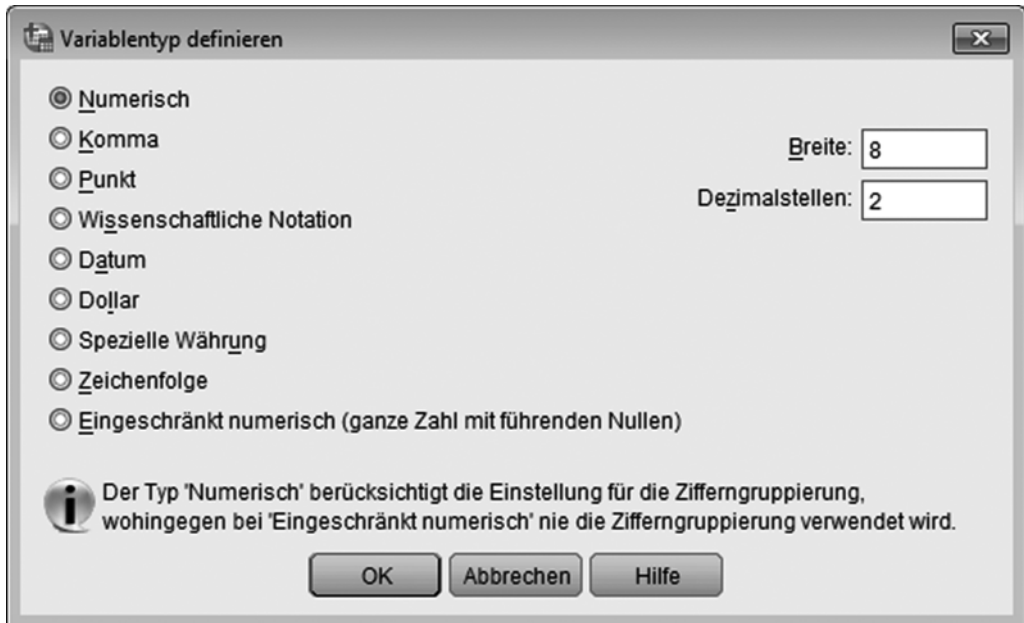 Variablentyp definieren
Numerisch
Komma
Breite: 8
Punkt
Dezimalstellen: 2
Wissenschaftliche Notation
Datum
Dollar
Spezielle Währung
Zeichenfolge
Eingeschränkt numerisch (ganze Zahl mit führenden Nullen)
Der Typ 'Numerisch' berücksichtigt die Einstellung für die Zifferngruppierung,
wohingegen bei 'Eingeschränkt numerisch' nie die Zifferngruppierung verwendet wird.
OK Abbrechen Hilfe